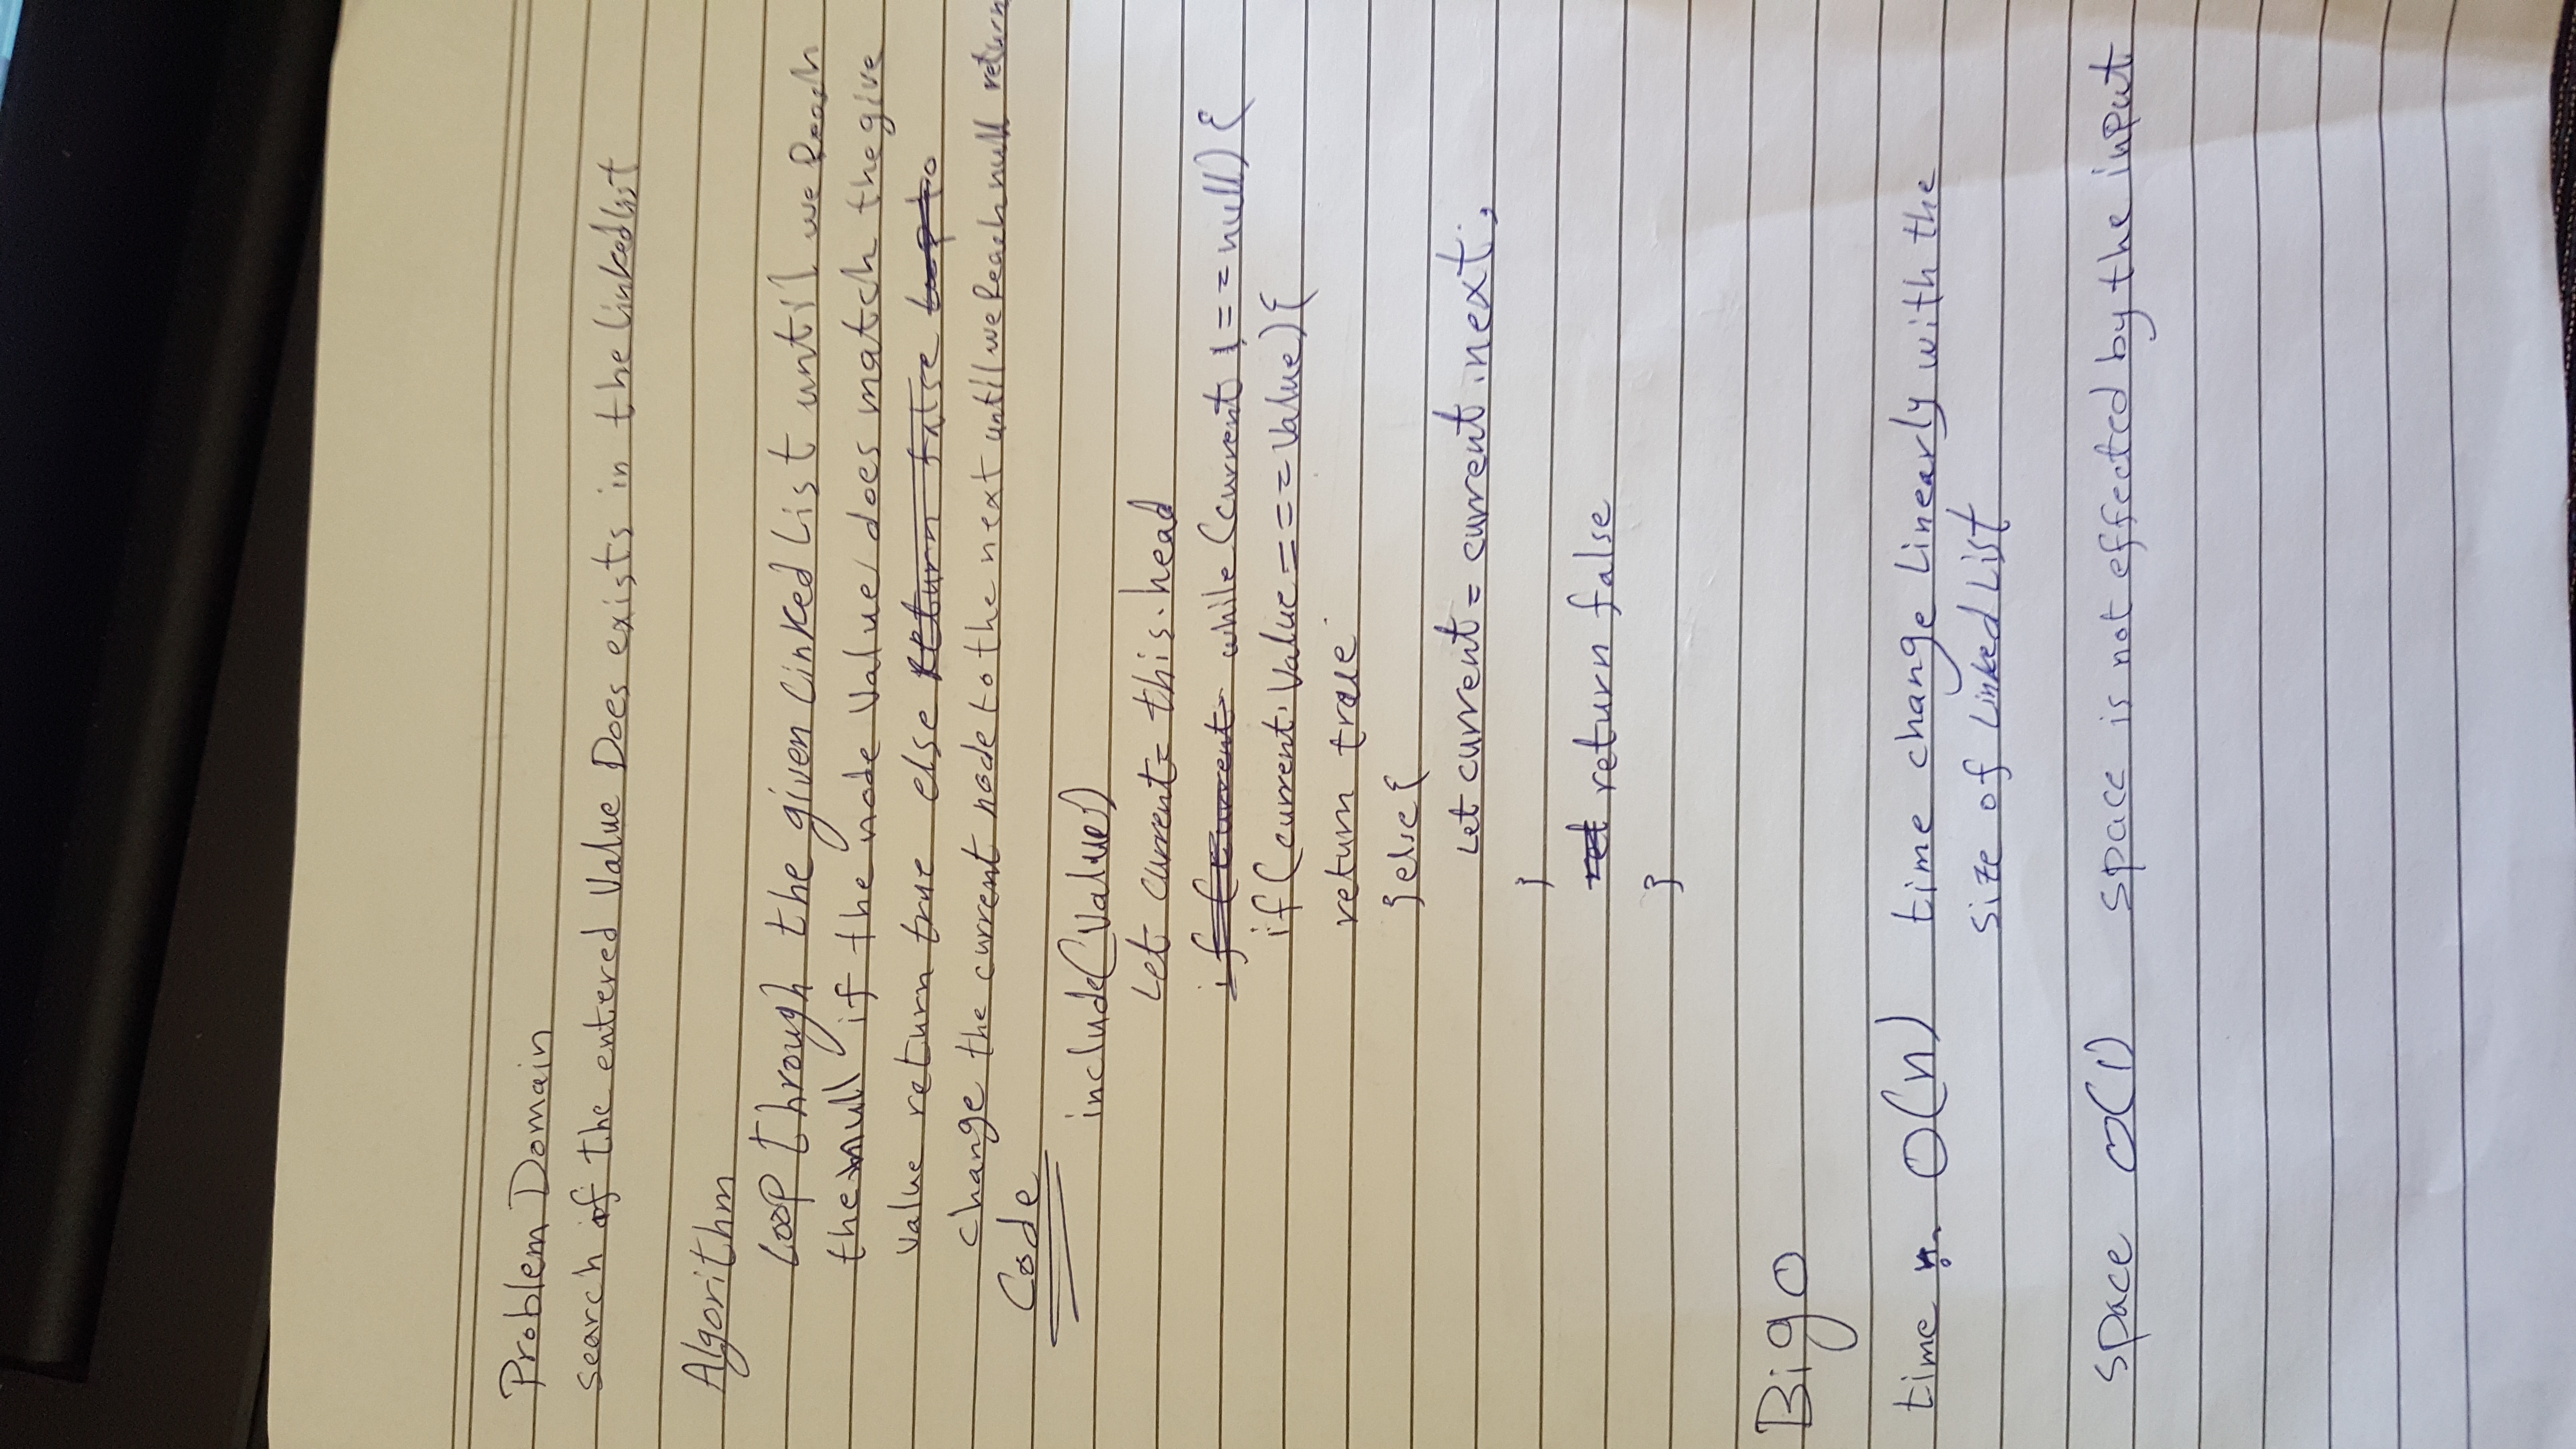 Problem Domain
search if the entered Value Does exists in the linkedlist
Algorithm
Loop through the given Linked List until we Reach
the null if the node Value does match the give
value return true else return false loop to
change the current node to the next until we Reach null return
Code
include(Value)
Let current = this.head
if (current while (current !== null) {
if (current.Value === Value) {
return true
} else {
Let current = current.next;
}
ret return false
}
Big o
time O(n) time change Linearly with the
size of Linked List
space O(1) space is not effected by the input